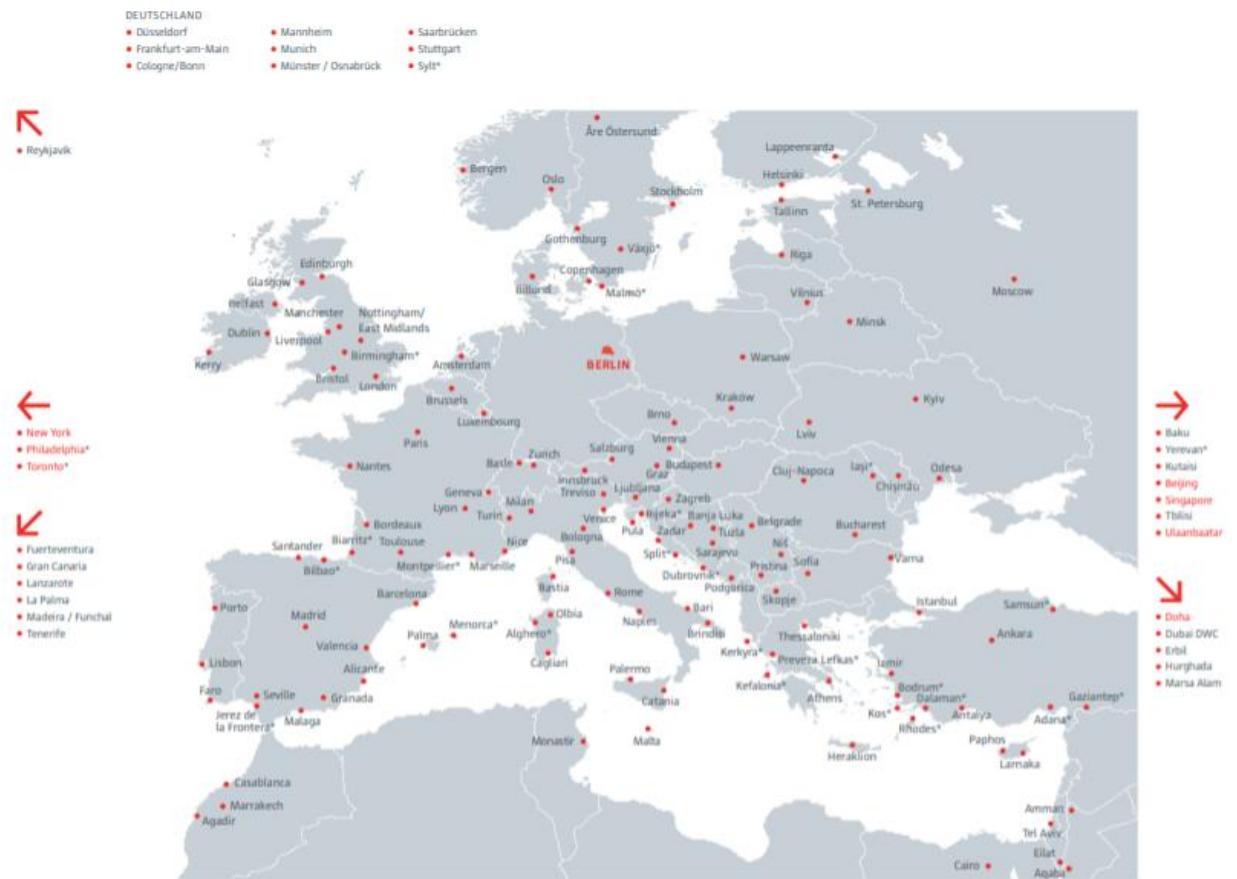 DEUTSCHLAND
Düsseldorf
Frankfurt-am-Main
Cologne/Bonn
Mannheim
Munich
Münster / Osnabrück
Saarbrücken
Stuttgart
Sylt*
Reykjavik
New York
Philadelphia*
Toronto*
Fuerteventura
Gran Canaria
Lanzarote
La Palma
Madeira / Funchal
Tenerife
Åre Östersund
Lappeenranta
Bergen
Oslo
Helsinki
Stockholm
Tallinn
St. Petersburg
Gothenburg
Växjö*
Riga
Edinburgh
Glasgow
Copenhagen
Billund
Malmö*
Vilnius
Moscow
Belfast
Manchester
Nottingham/
East Midlands
Minsk
Dublin
Liverpool
Birmingham*
Kerry
Bristol
London
Amsterdam
BERLIN
Warsaw
Brussels
Luxembourg
Kraków
Kyiv
Brno
Lviv
Paris
Vienna
Nantes
Basle
Zurich
Salzburg
Graz
Budapest
Cluj-Napoca
Iaşi*
Chişinău
Odesa
Innsbruck
Geneva
Treviso
Ljubljana
Lyon
Milan
Turin
Zagreb
Venice
Rijeka*
Pula
Banja Luka
Belgrade
Bucharest
Bordeaux
Biarritz*
Toulouse
Nice
Bologna
Zadar
Tuzla
Santander
Bilbao*
Montpellier*
Marseille
Pisa
Split*
Sarajevo
Niš
Sofia
Varna
Dubrovnik*
Podgorica
Pristina
Skopje
Bastia
Rome
Barcelona
Porto
Madrid
Menorca*
Olbia
Alghero*
Naples
Bari
Brindisi
Istanbul
Samsun*
Thessaloniki
Ankara
Palma
Valencia
Cagliari
Kerkyra*
Preveza Lefkas*
Izmir
Lisbon
Alicante
Palermo
Kefalonia*
Athens
Bodrum*
Dalaman*
Gaziantep*
Faro
Seville
Granada
Catania
Kos*
Rhodes*
Antalya
Adana*
Jerez de
la Frontera*
Malaga
Monastir
Malta
Heraklion
Paphos
Larnaka
Casablanca
Marrakech
Agadir
Amman
Tel Aviv
Eilat
Cairo
Aqaba
Baku
Yerevan*
Kutaisi
Beijing
Singapore
Tbilisi
Ulaanbaatar
Doha
Dubai DWC
Erbil
Hurghada
Marsa Alam